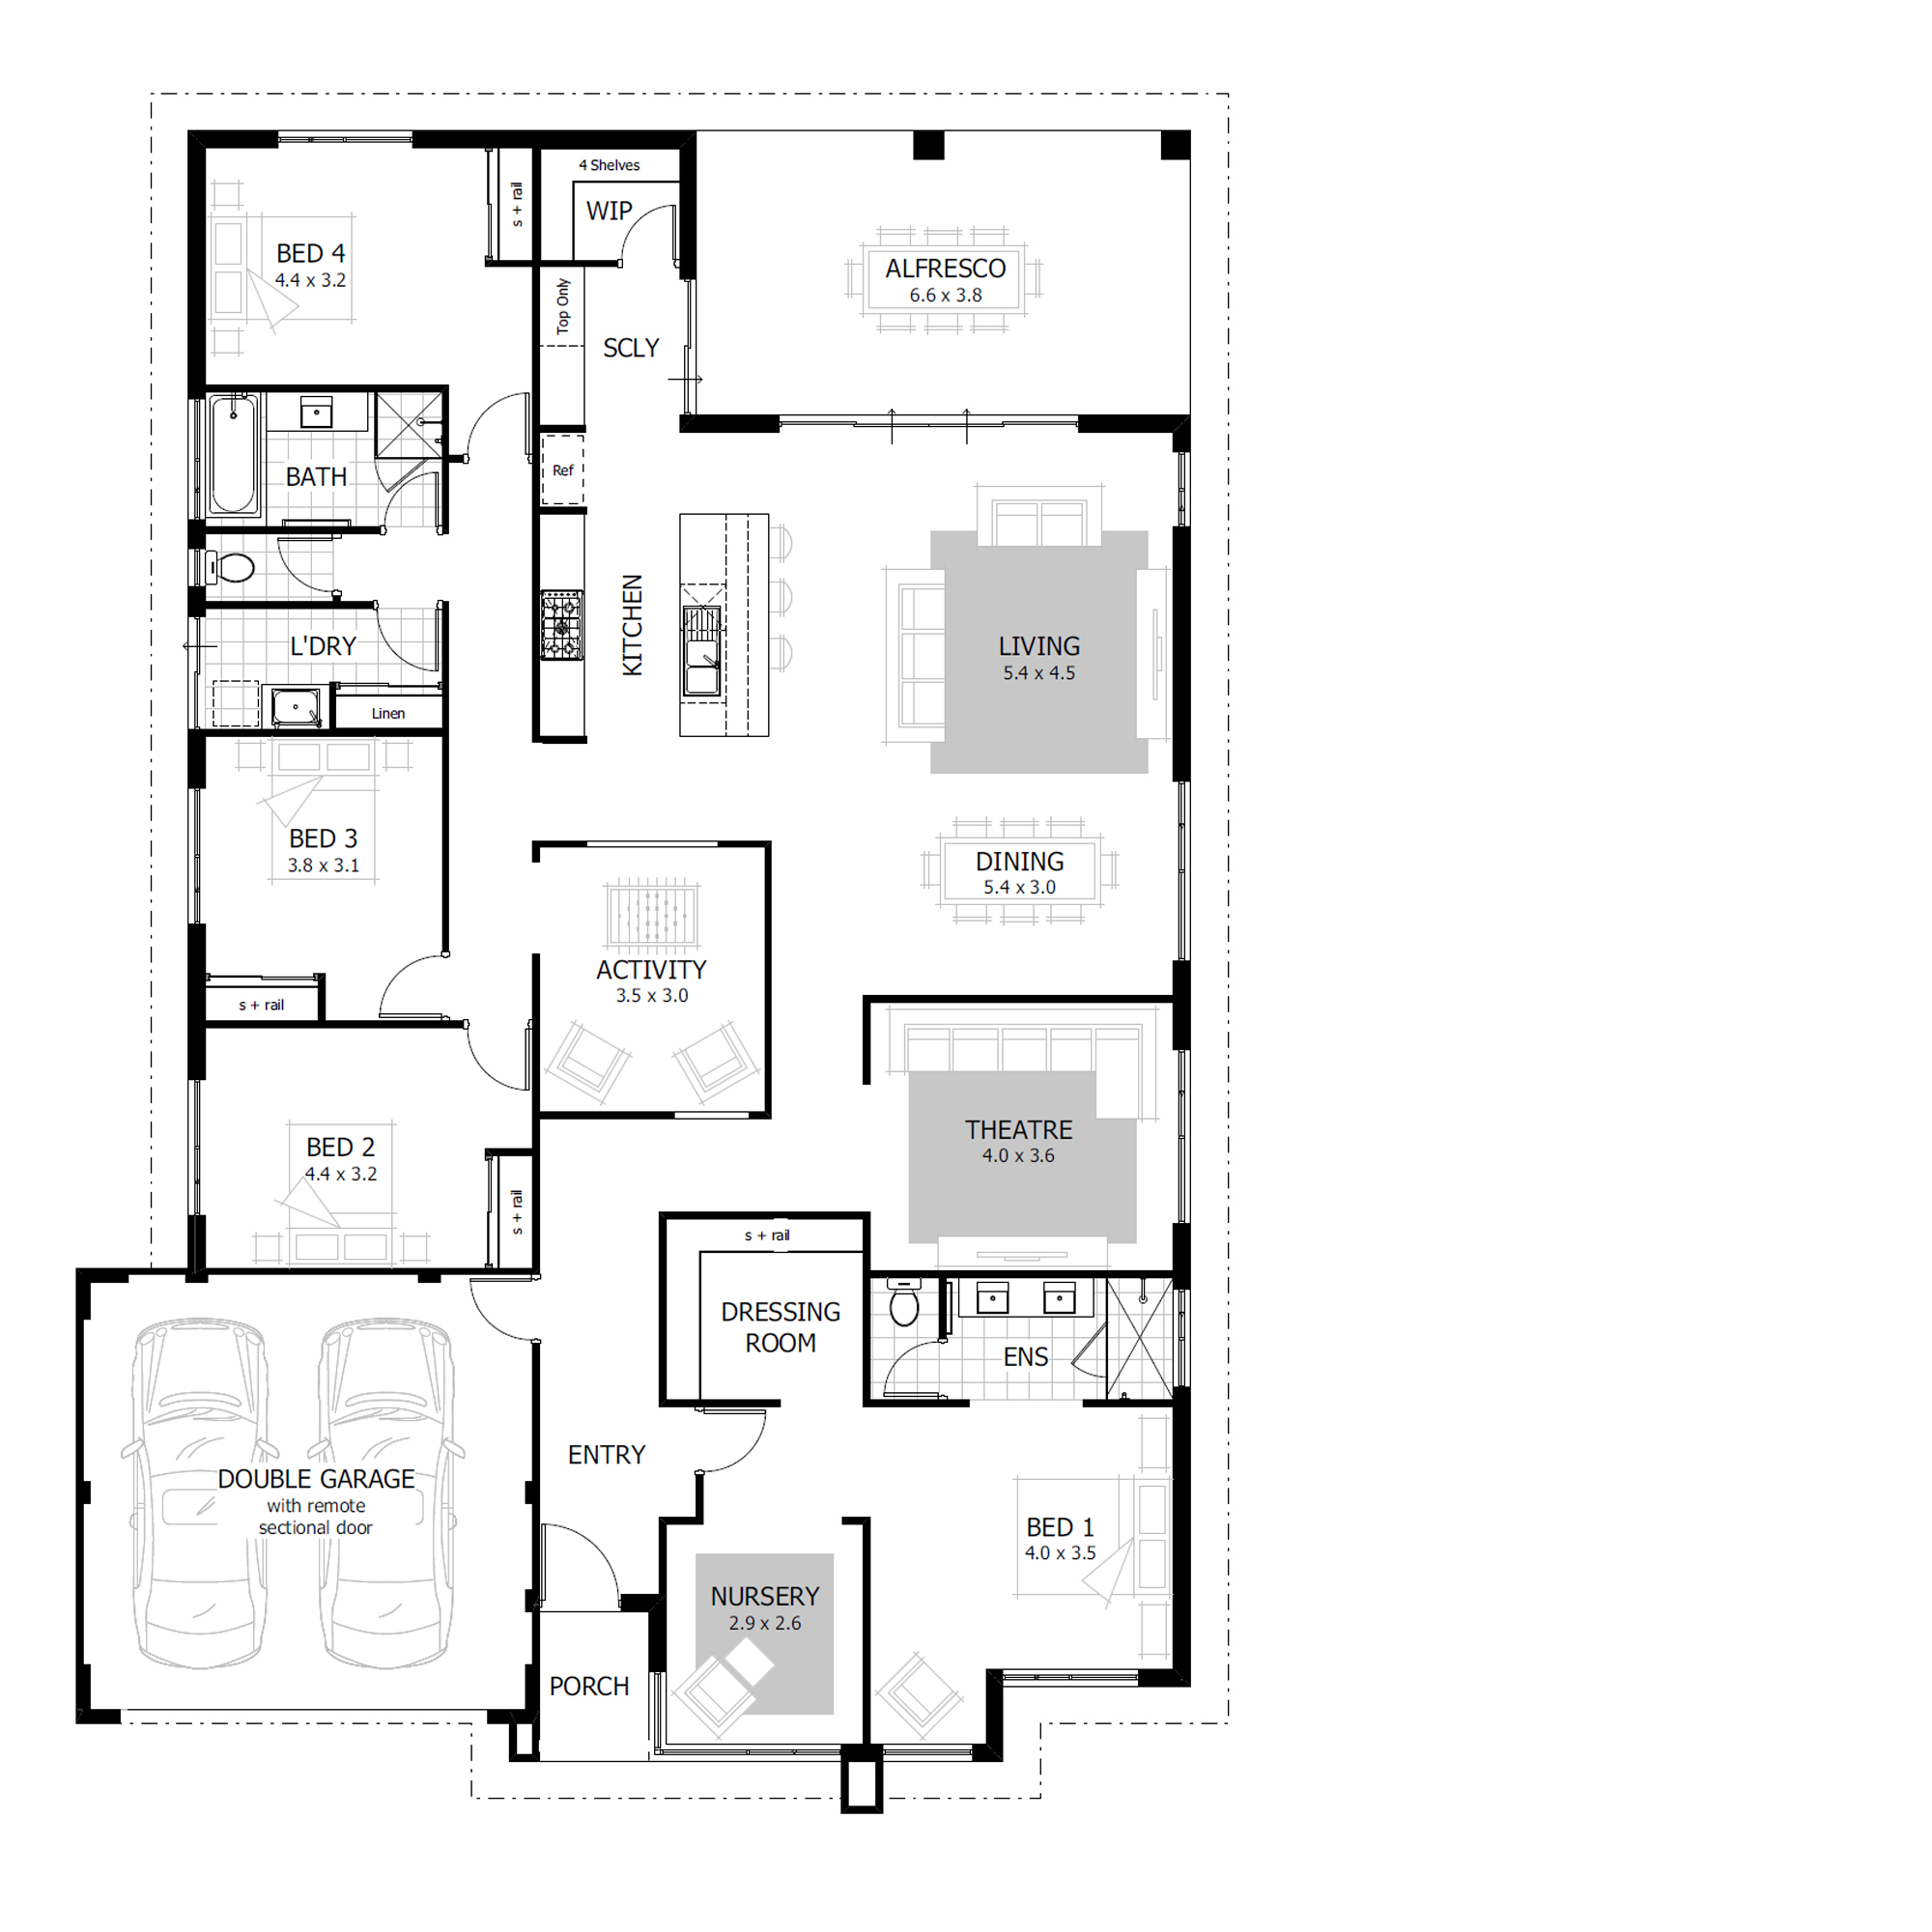 4 Shelves
s + rail
WIP
BED 4
4.4 x 3.2
ALFRESCO
6.6 x 3.8
Top Only
SCLY
BATH
Ref
KITCHEN
L'DRY
LIVING
5.4 x 4.5
Linen
BED 3
3.8 x 3.1
DINING
5.4 x 3.0
ACTIVITY
3.5 x 3.0
s + rail
THEATRE
4.0 x 3.6
BED 2
4.4 x 3.2
s + rail
s + rail
DRESSING
ROOM
ENS
ENTRY
DOUBLE GARAGE
with remote
sectional door
BED 1
4.0 x 3.5
NURSERY
2.9 x 2.6
PORCH